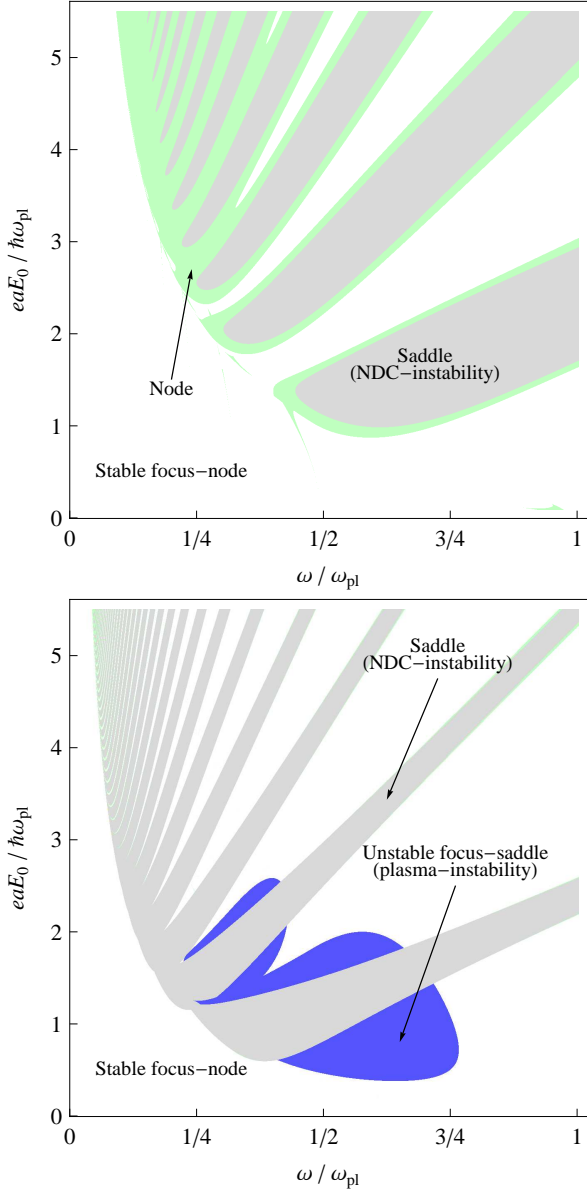 5
4
3
2
1
0
eaE₀ / ℏω_pl
Saddle
(NDC−instability)
Node
Stable focus−node
0
1/4
1/2
3/4
1
ω / ω_pl
5
4
3
2
1
0
eaE₀ / ℏω_pl
Saddle
(NDC−instability)
Unstable focus−saddle
(plasma−instability)
Stable focus−node
0
1/4
1/2
3/4
1
ω / ω_pl